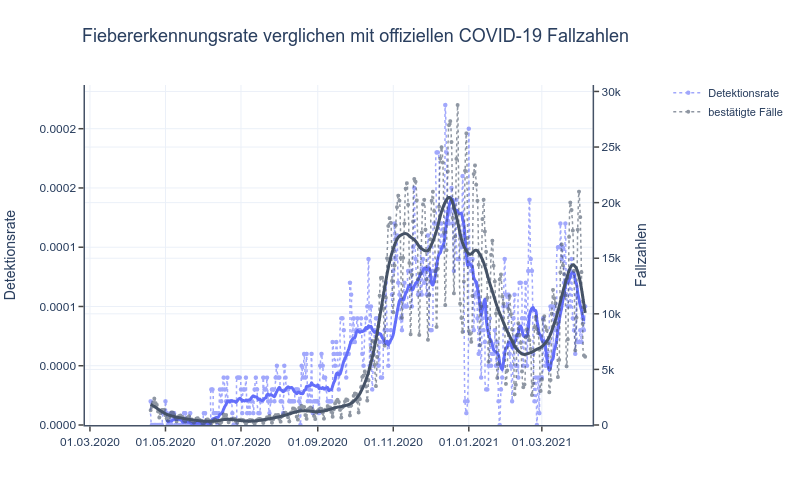 Fiebererkennungsrate verglichen mit offiziellen COVID-19 Fallzahlen
Detektionsrate
bestätigte Fälle
Detektionsrate
0.0002
0.0002
0.0001
0.0001
0.0000
0.0000
30k
25k
20k
15k
10k
5k
0
Fallzahlen
01.03.2020 01.05.2020 01.07.2020 01.09.2020 01.11.2020 01.01.2021 01.03.2021